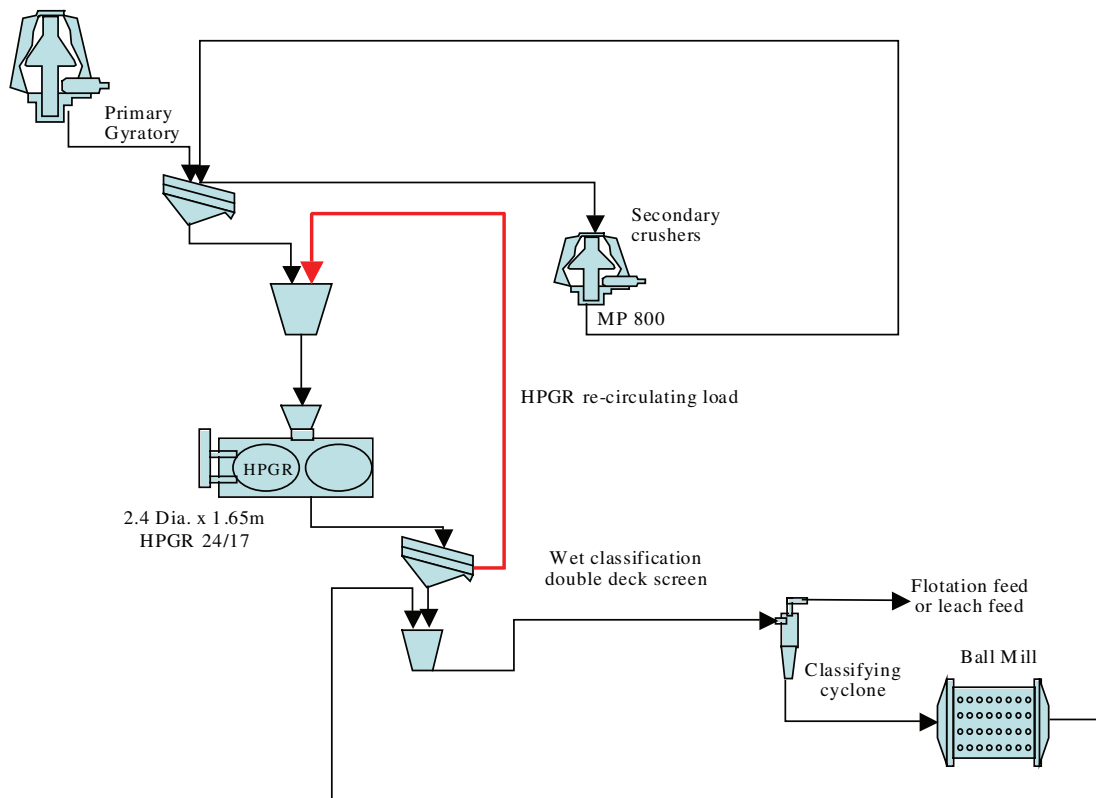 Primary
Gyratory
Secondary
crushers
MP 800
HPGR re-circulating load
HPGR
2.4 Dia. x 1.65m
HPGR 24/17
Wet classification
double deck screen
Flotation feed
or leach feed
Ball Mill
Classifying
cyclone